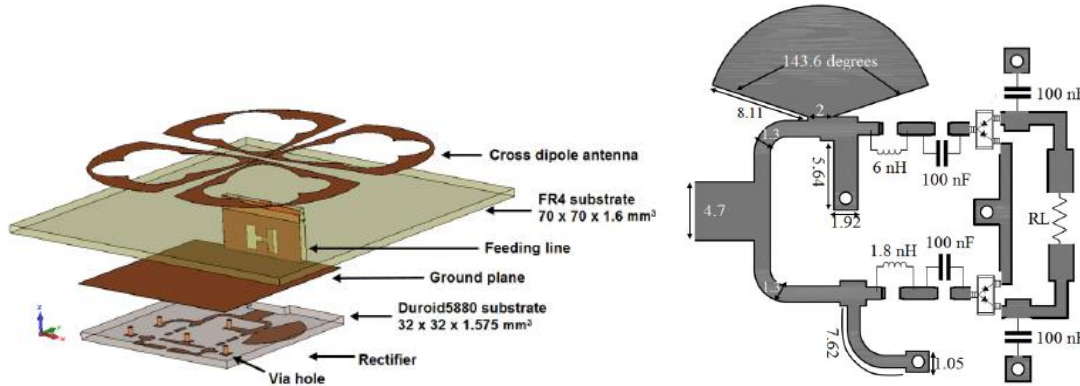 Cross dipole antenna
FR4 substrate
70 x 70 x 1.6 mm³
Feeding line
Ground plane
Duroid5880 substrate
32 x 32 x 1.575 mm³
Rectifier
Via hole
143.6 degrees
8.11
2
1.3
100 nF
5.64
6 nH
100 nF
4.7
1.92
RL
1.8 nH
100 nF
1.3
7.62
1.05
100 nF